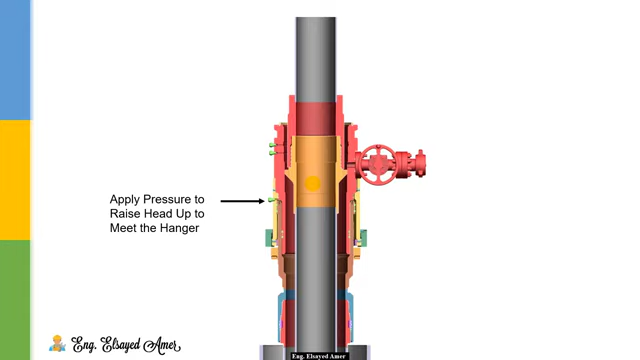 Apply Pressure to
Raise Head Up to
Meet the Hanger
Eng. Elsayed Amer
Eng. Elsayed Amer